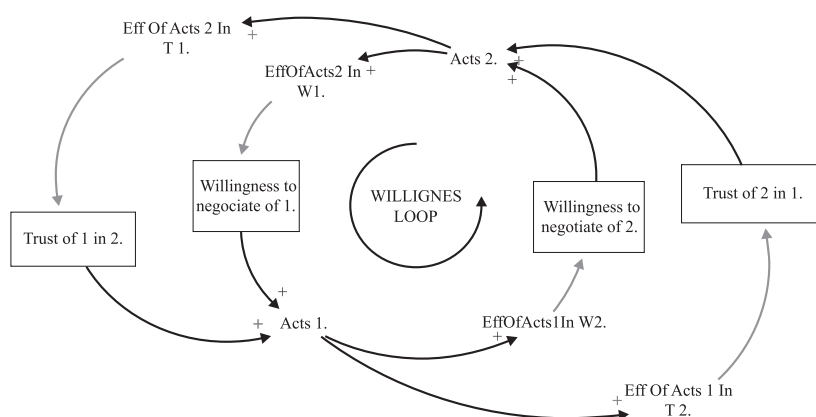 Eff Of Acts 2 In
T 1.
+
EffOfActs2 In +
W1.
Acts 2. +
+
Willingness to
negociate of 1.
WILLIGNES
LOOP
Willingness to
negotiate of 2.
Trust of 2 in 1.
Trust of 1 in 2.
+
+ Acts 1.
EffOfActs1In W2.
+
+ Eff Of Acts 1 In
T 2.